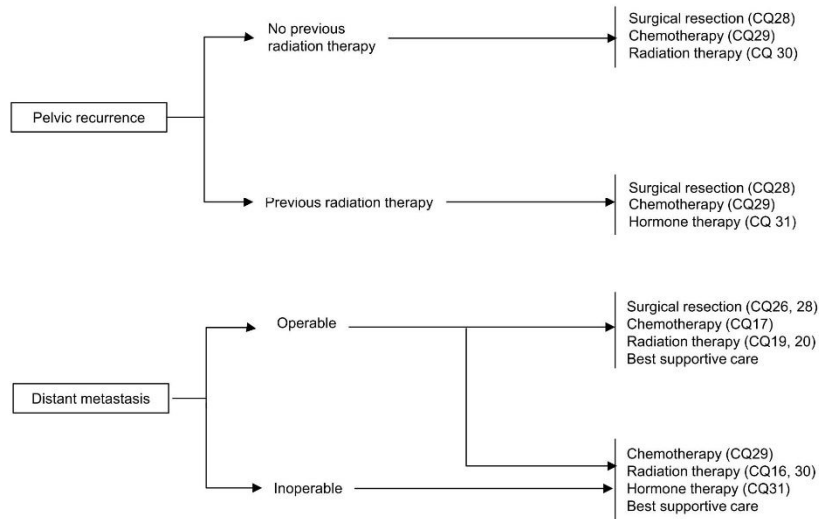 No previous
radiation therapy
Surgical resection (CQ28)
Chemotherapy (CQ29)
Radiation therapy (CQ 30)
Pelvic recurrence
Previous radiation therapy
Surgical resection (CQ28)
Chemotherapy (CQ29)
Hormone therapy (CQ 31)
Operable
Surgical resection (CQ26, 28)
Chemotherapy (CQ17)
Radiation therapy (CQ19, 20)
Best supportive care
Distant metastasis
Inoperable
Chemotherapy (CQ29)
Radiation therapy (CQ16, 30)
Hormone therapy (CQ31)
Best supportive care